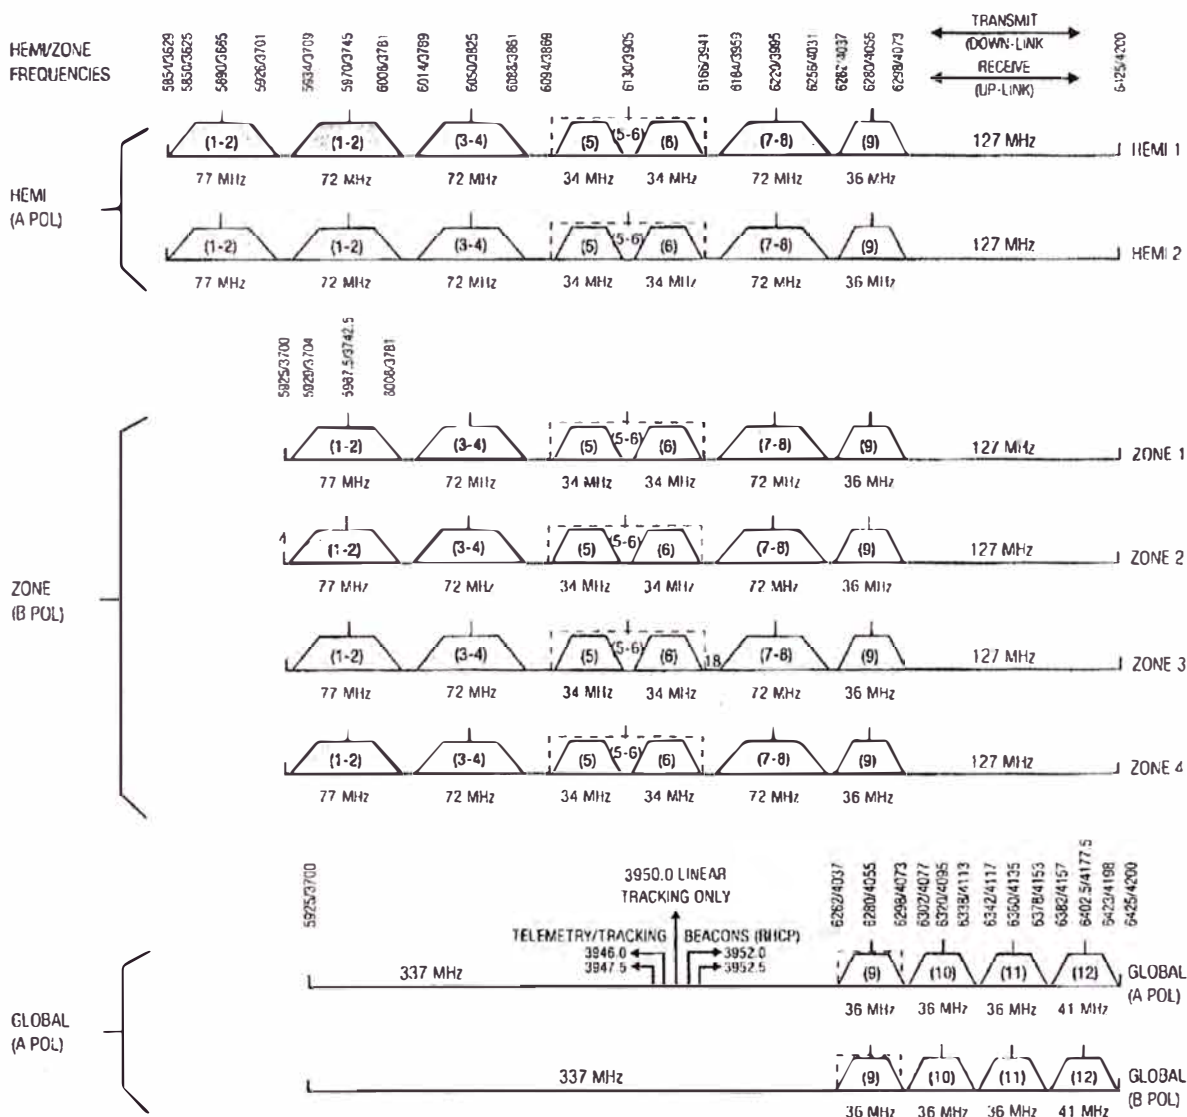 HEMI/ZONE
FREQUENCIES
5854/3629
5850/3625
5890/3665
5926/3701
5934/3709
5970/3745
6006/3781
6014/3789
6050/3825
6130/3905
6166/3941
6220/3995
6262/4037
6280/4055
6298/4073
TRANSMIT
(DOWN-LINK
RECEIVE
(UP-LINK)
6425/4200
HEMI
(A POL)
(1-2) (1-2) (3-4) (5) (5-6) (6) (7-8) (9) 127 MHz HEMI 1
77 MHz 72 MHz 72 MHz 34 MHz 34 MHz 72 MHz 36 MHz
(1-2) (1-2) (3-4) (5) (5-6) (6) (7-8) (9) 127 MHz HEMI 2
77 MHz 72 MHz 72 MHz 34 MHz 34 MHz 72 MHz 36 MHz
5925/3700
5929/3704
5967.5/3742.5
6006/3781
ZONE
(B POL)
(1-2) (3-4) (5) (5-6) (6) (7-8) (9) 127 MHz ZONE 1
77 MHz 72 MHz 34 MHz 34 MHz 72 MHz 36 MHz
(1-2) (3-4) (5) (5-6) (6) (7-8) (9) 127 MHz ZONE 2
77 MHz 72 MHz 34 MHz 34 MHz 72 MHz 36 MHz
(1-2) (3-4) (5) (5-6) (6) 18 (7-8) (9) 127 MHz ZONE 3
77 MHz 72 MHz 34 MHz 34 MHz 72 MHz 36 MHz
(1-2) (3-4) (5) (5-6) (6) (7-8) (9) 127 MHz ZONE 4
77 MHz 72 MHz 34 MHz 34 MHz 72 MHz 36 MHz
5925/3700
3950.0 LINEAR
TRACKING ONLY
TELEMETRY/TRACKING BEACONS (RHCP)
3946.0 3952.0
3947.5 3952.5
6262/4037
6280/4055
6298/4073
6302/4077
6320/4095
6338/4113
6342/4117
6360/4135
6378/4153
6382/4157
6402.5/4177.5
6423/4198
6425/4200
GLOBAL
(A POL)
337 MHz (9) (10) (11) (12) GLOBAL
(A POL)
36 MHz 36 MHz 36 MHz 41 MHz
337 MHz (9) (10) (11) (12) GLOBAL
(B POL)
36 MHz 36 MHz 36 MHz 41 MHz